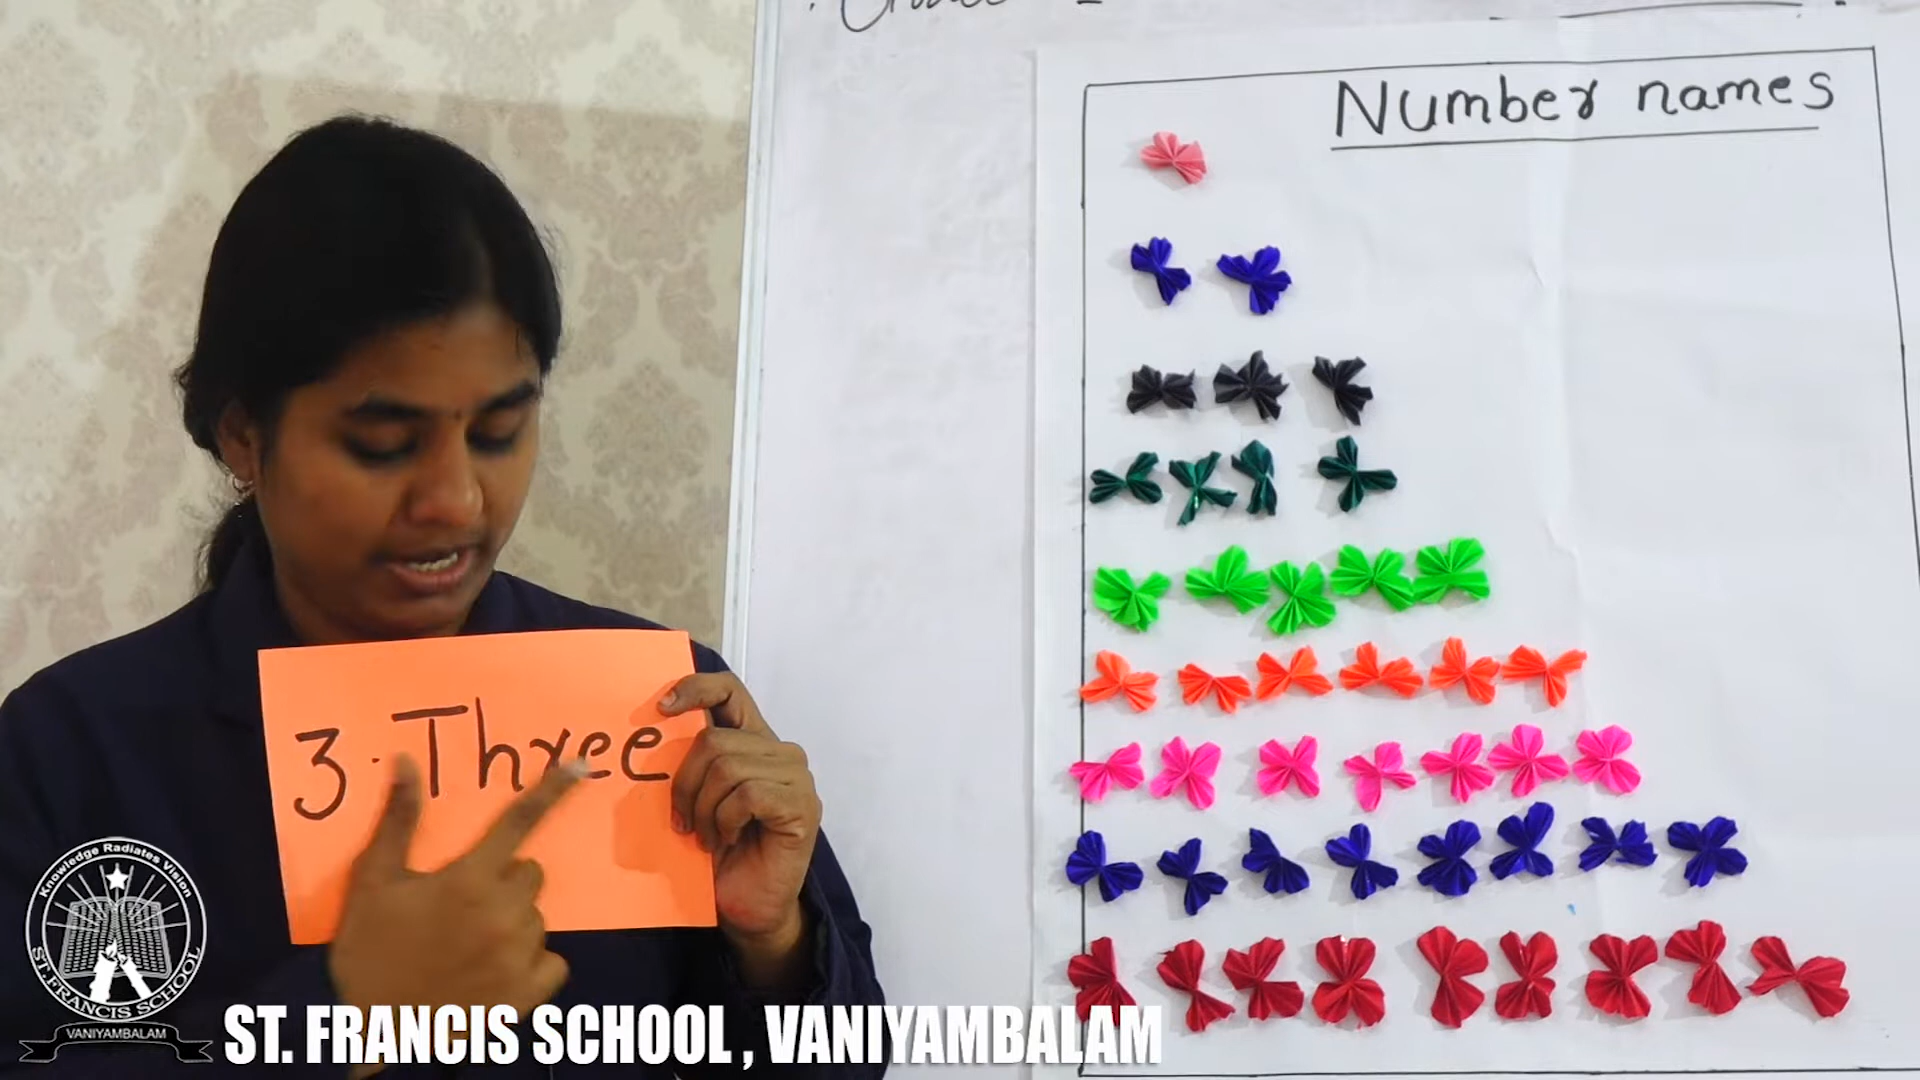 Number names
3. Three
Knowledge Radiates Vision
ST. FRANCIS SCHOOL
VANIYAMBALAM
ST. FRANCIS SCHOOL , VANIYAMBALAM